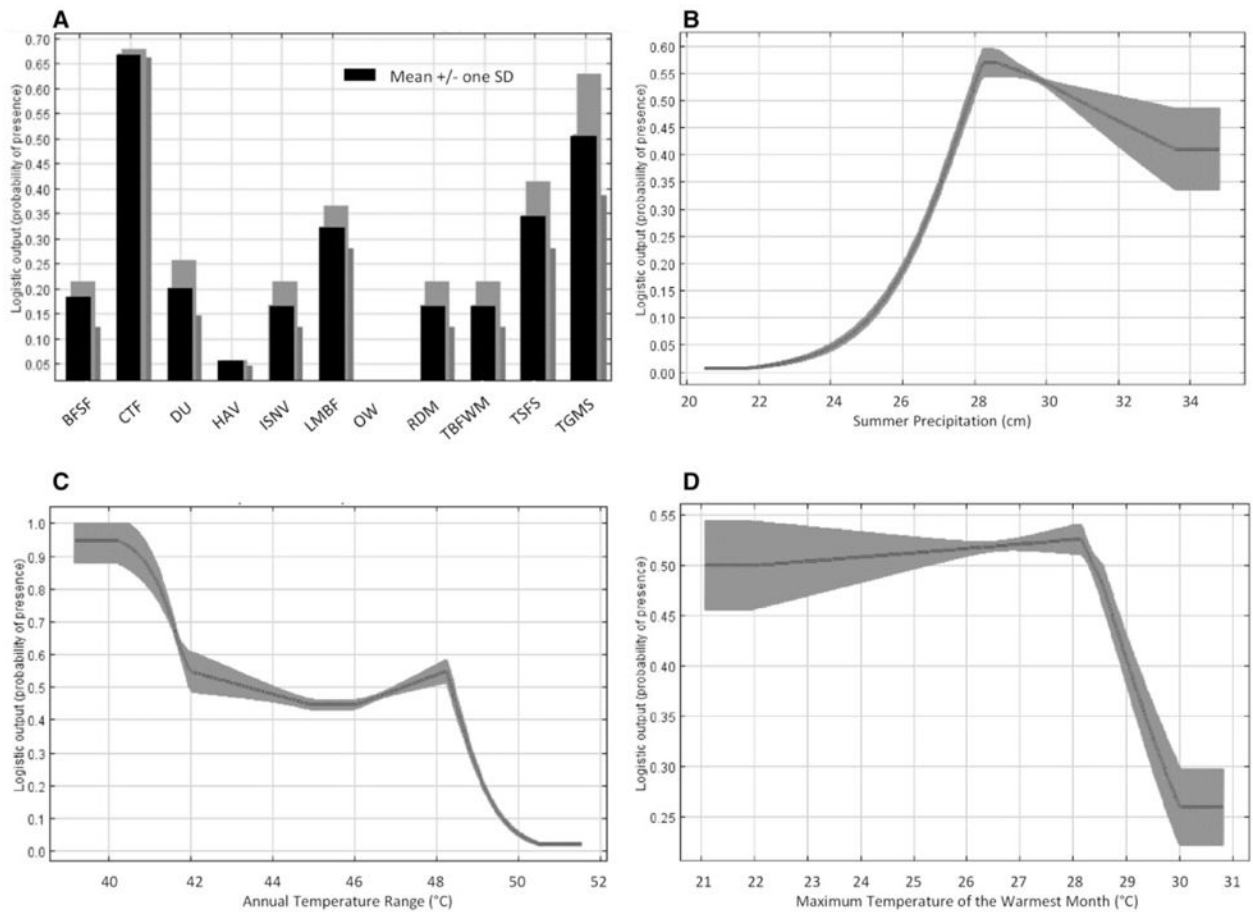 A
Logistic output (probability of presence)
0.70
0.65
0.60
0.55
0.50
0.45
0.40
0.35
0.30
0.25
0.20
0.15
0.10
0.05
Mean +/- one SD
BFSF
CTF
DU
HAV
ISNV
LMBF
OW
RDM
TBFWM
TSFS
TGMS
B
Logistic output (probability of presence)
0.60
0.55
0.50
0.45
0.40
0.35
0.30
0.25
0.20
0.15
0.10
0.05
0.00
20 22 24 26 28 30 32 34
Summer Precipitation (cm)
C
Logistic output (probability of presence)
1.0
0.9
0.8
0.7
0.6
0.5
0.4
0.3
0.2
0.1
0.0
40 42 44 46 48 50 52
Annual Temperature Range (°C)
D
Logistic output (probability of presence)
0.55
0.50
0.45
0.40
0.35
0.30
0.25
21 22 23 24 25 26 27 28 29 30 31
Maximum Temperature of the Warmest Month (°C)